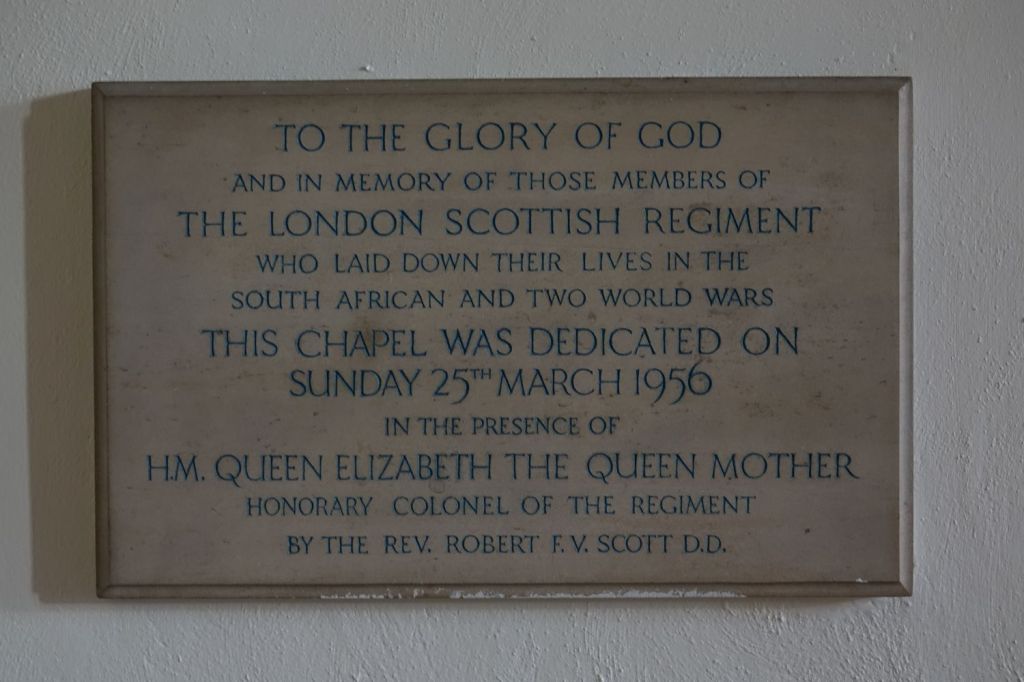 TO THE GLORY OF GOD
AND IN MEMORY OF THOSE MEMBERS OF
THE LONDON SCOTTISH REGIMENT
WHO LAID DOWN THEIR LIVES IN THE
SOUTH AFRICAN AND TWO WORLD WARS
THIS CHAPEL WAS DEDICATED ON
SUNDAY 25TH MARCH 1956
IN THE PRESENCE OF
H.M. QUEEN ELIZABETH THE QUEEN MOTHER
HONORARY COLONEL OF THE REGIMENT
BY THE REV. ROBERT F.V. SCOTT D.D.